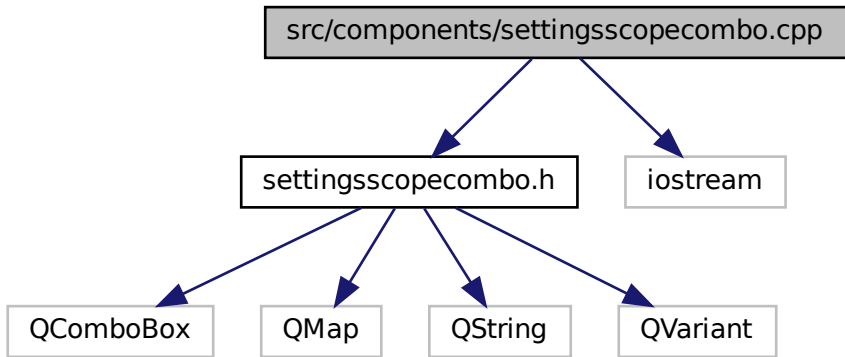 src/components/settingsscopecombo.cpp
settingsscopecombo.h
iostream
QComboBox
QMap
QString
QVariant